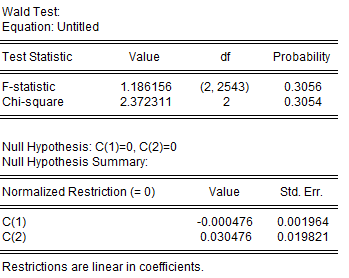 Wald Test:
Equation: Untitled
Test Statistic Value df Probability
F-statistic 1.186156 (2, 2543) 0.3056
Chi-square 2.372311 2 0.3054
Null Hypothesis: C(1)=0, C(2)=0
Null Hypothesis Summary:
Normalized Restriction (= 0) Value Std. Err.
C(1) -0.000476 0.001964
C(2) 0.030476 0.019821
Restrictions are linear in coefficients.